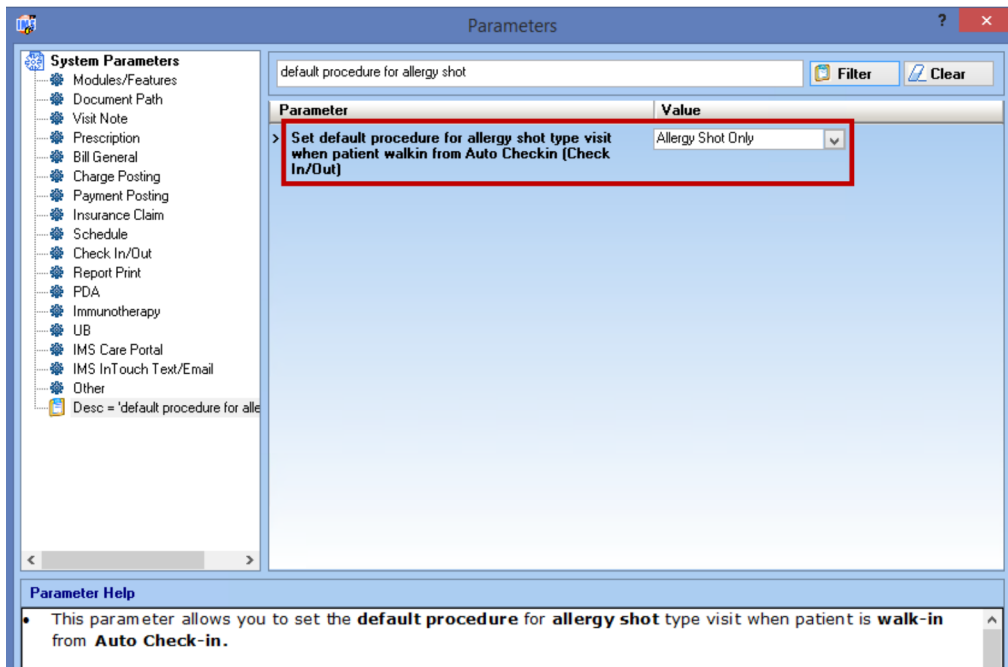 IMS
Parameters
?
System Parameters
Modules/Features
Document Path
Visit Note
Prescription
Bill General
Charge Posting
Payment Posting
Insurance Claim
Schedule
Check In/Out
Report Print
PDA
Immunotherapy
UB
IMS Care Portal
IMS InTouch Text/Email
Other
Desc = 'default procedure for alle
default procedure for allergy shot
Filter
Clear
Parameter Value
Set default procedure for allergy shot type visit Allergy Shot Only
when patient walkin from Auto Checkin (Check
In/Out)
Parameter Help
• This parameter allows you to set the default procedure for allergy shot type visit when patient is walk-in
from Auto Check-in.